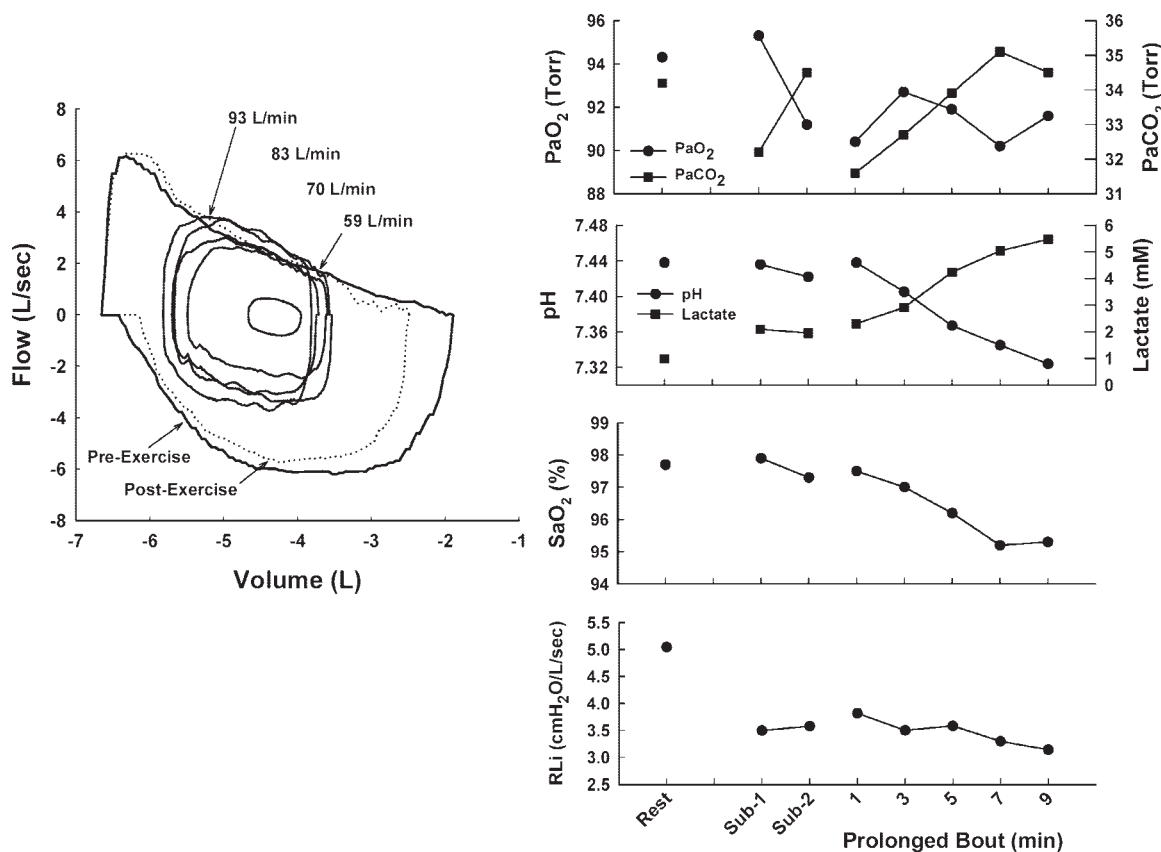 8
6
4
2
0
-2
-4
-6
-8
Flow (L/sec)
93 L/min
83 L/min
70 L/min
59 L/min
Pre-Exercise
Post-Exercise
-7
-6
-5
-4
-3
-2
-1
Volume (L)
96
94
92
90
88
PaO2 (Torr)
PaO2
PaCO2
36
35
34
33
32
31
PaCO2 (Torr)
7.48
7.44
7.40
7.36
7.32
pH
pH
Lactate
6
5
4
3
2
1
0
Lactate (mM)
99
98
97
96
95
94
SaO2 (%)
5.5
5.0
4.5
4.0
3.5
3.0
2.5
RLi (cmH2O/L/sec)
Rest
Sub-1
Sub-2
1
3
5
7
9
Prolonged Bout (min)